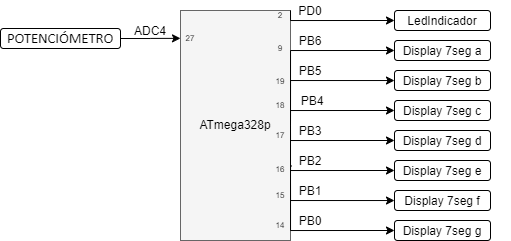 2 PD0 LedIndicador
POTENCIÓMETRO ADC4 27
9 PB6 Display 7seg a
19 PB5 Display 7seg b
18 PB4 Display 7seg c
ATmega328p
17 PB3 Display 7seg d
16 PB2 Display 7seg e
15 PB1 Display 7seg f
14 PB0 Display 7seg g